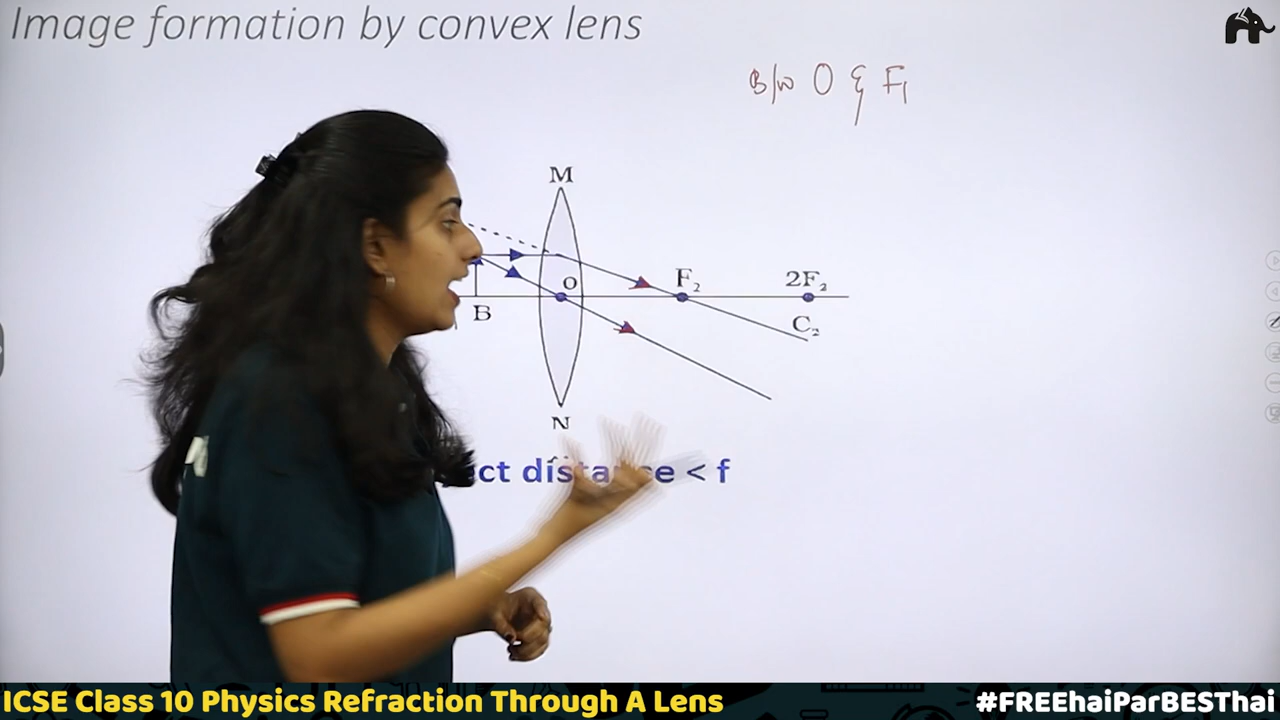 Image formation by convex lens
B/w O & F₁
M
O
F₂
2F₂
B
C₂
N
ct distance < f
ICSE Class 10 Physics Refraction Through A Lens
#FREEhaiParBESThai